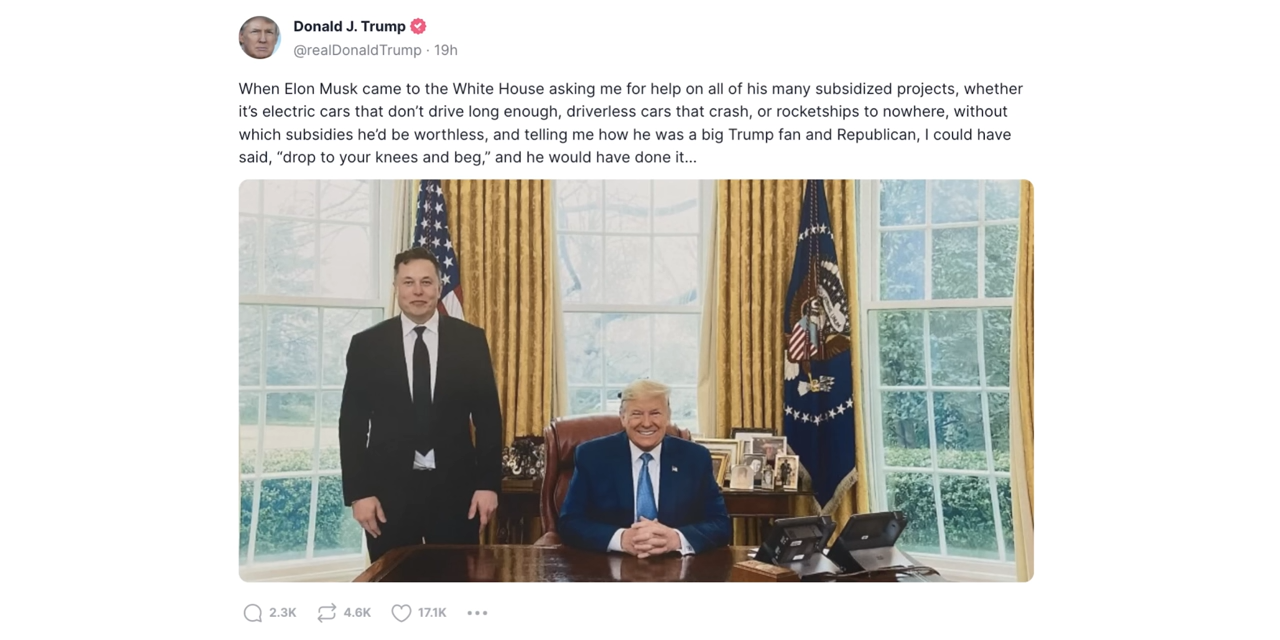 Donald J. Trump
@realDonaldTrump · 19h
When Elon Musk came to the White House asking me for help on all of his many subsidized projects, whether
it’s electric cars that don’t drive long enough, driverless cars that crash, or rocketships to nowhere, without
which subsidies he’d be worthless, and telling me how he was a big Trump fan and Republican, I could have
said, “drop to your knees and beg,” and he would have done it...
2.3K 4.6K 17.1K